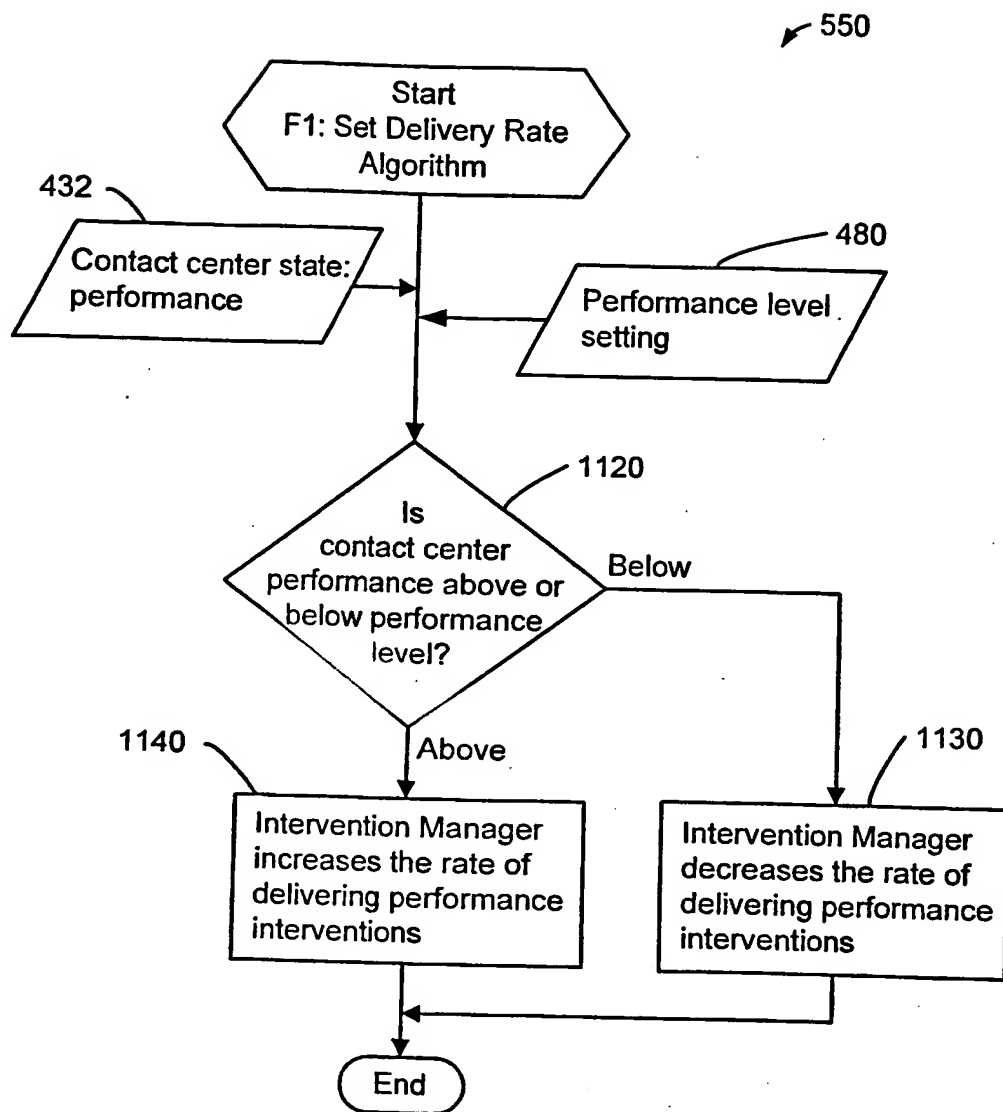 550
Start
F1: Set Delivery Rate
Algorithm
432
Contact center state:
performance
480
Performance level
setting
1120
Is
contact center
performance above or
below performance
level?
Below
Above
1140
Intervention Manager
increases the rate of
delivering performance
interventions
1130
Intervention Manager
decreases the rate of
delivering performance
interventions
End